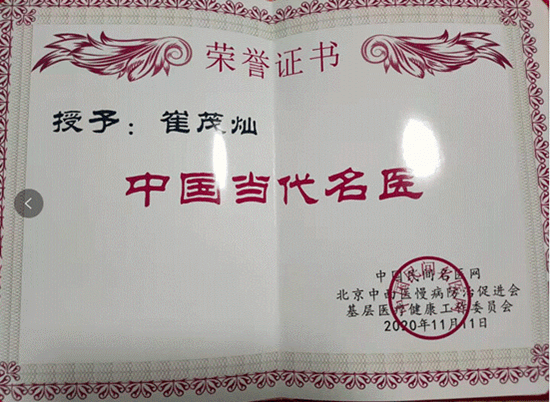 荣誉证书
授予：崔茂灿
中国当代名医
中国民间名医网
北京中西医慢病防治促进会
基层医疗健康工作委员会
2020年11月11日